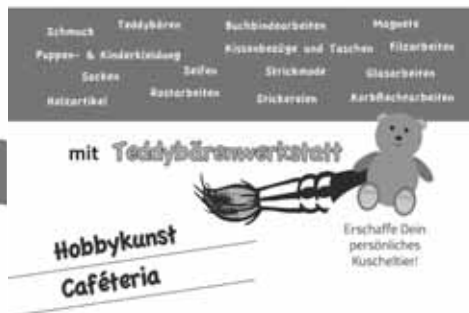 Schmuck Teddybären Buchbindearbeiten Magnete
Puppen- & Kinderkleidung Kissenbezüge und Taschen Filzarbeiten
Socken Seifen Strickmode Glasarbeiten
Holzartikel Rostarbeiten Stickereien Korbflechtarbeiten
mit Teddybärenwerkstatt
Erschaffe Dein
persönliches
Kuscheltier!
Hobbykunst
Caféteria